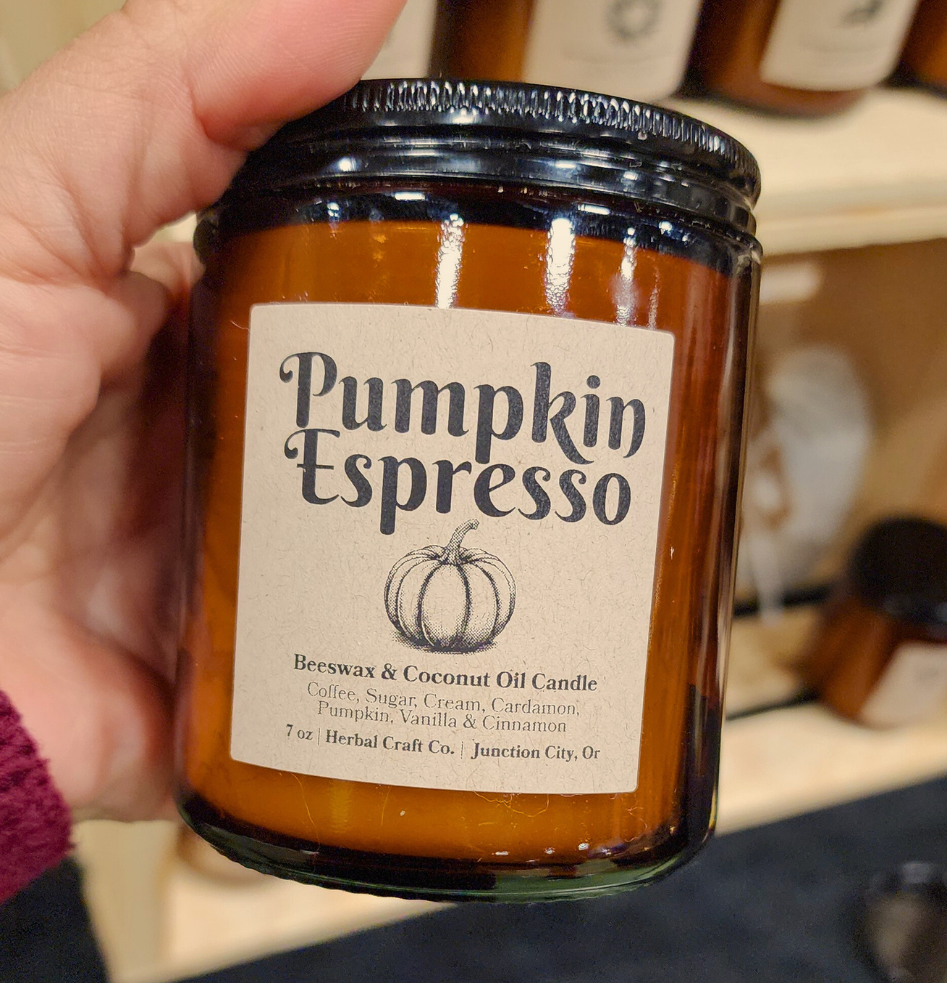 Pumpkin
Espresso
Beeswax & Coconut Oil Candle
Coffee, Sugar, Cream, Cardamon,
Pumpkin, Vanilla & Cinnamon
7 oz | Herbal Craft Co. | Junction City, Or